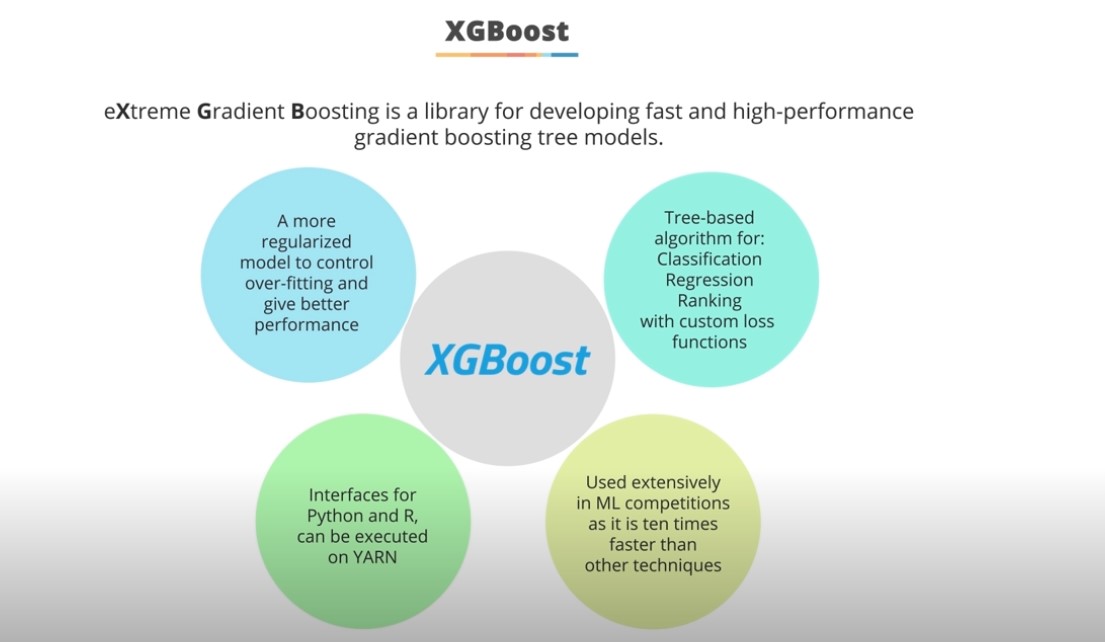 XGBoost
eXtreme Gradient Boosting is a library for developing fast and high-performance
gradient boosting tree models.
A more
regularized
model to control
over-fitting and
give better
performance
Tree-based
algorithm for:
Classification
Regression
Ranking
with custom loss
functions
XGBoost
Interfaces for
Python and R,
can be executed
on YARN
Used extensively
in ML competitions
as it is ten times
faster than
other techniques